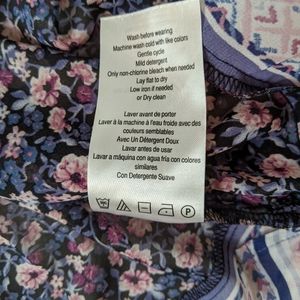 Wash before wearing
Machine wash cold with like colors
Gentle cycle
Mild detergent
Only non-chlorine bleach when needed
Lay flat to dry
Low iron if needed
or Dry clean
Laver avant de porter
Laver à la machine à l'eau froide avec des
couleurs semblables
Avec Un Détergent Doux
Lavar antes de usar
Lavar a máquina con agua fria con colores
similares
Con Detergente Suave
P